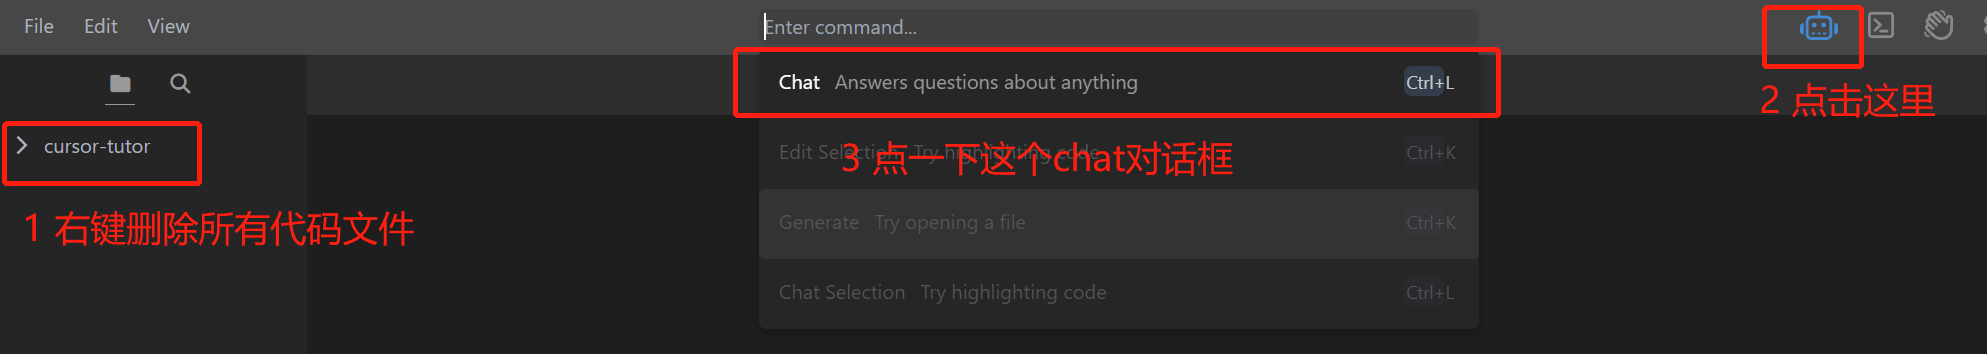 File Edit View
Enter command...
Chat Answers questions about anything Ctrl+L
2 点击这里
cursor-tutor
Edit Selection Try highlighting code Ctrl+K
3 点一下这个chat对话框
1 右键删除所有代码文件
Generate Try opening a file Ctrl+K
Chat Selection Try highlighting code Ctrl+L